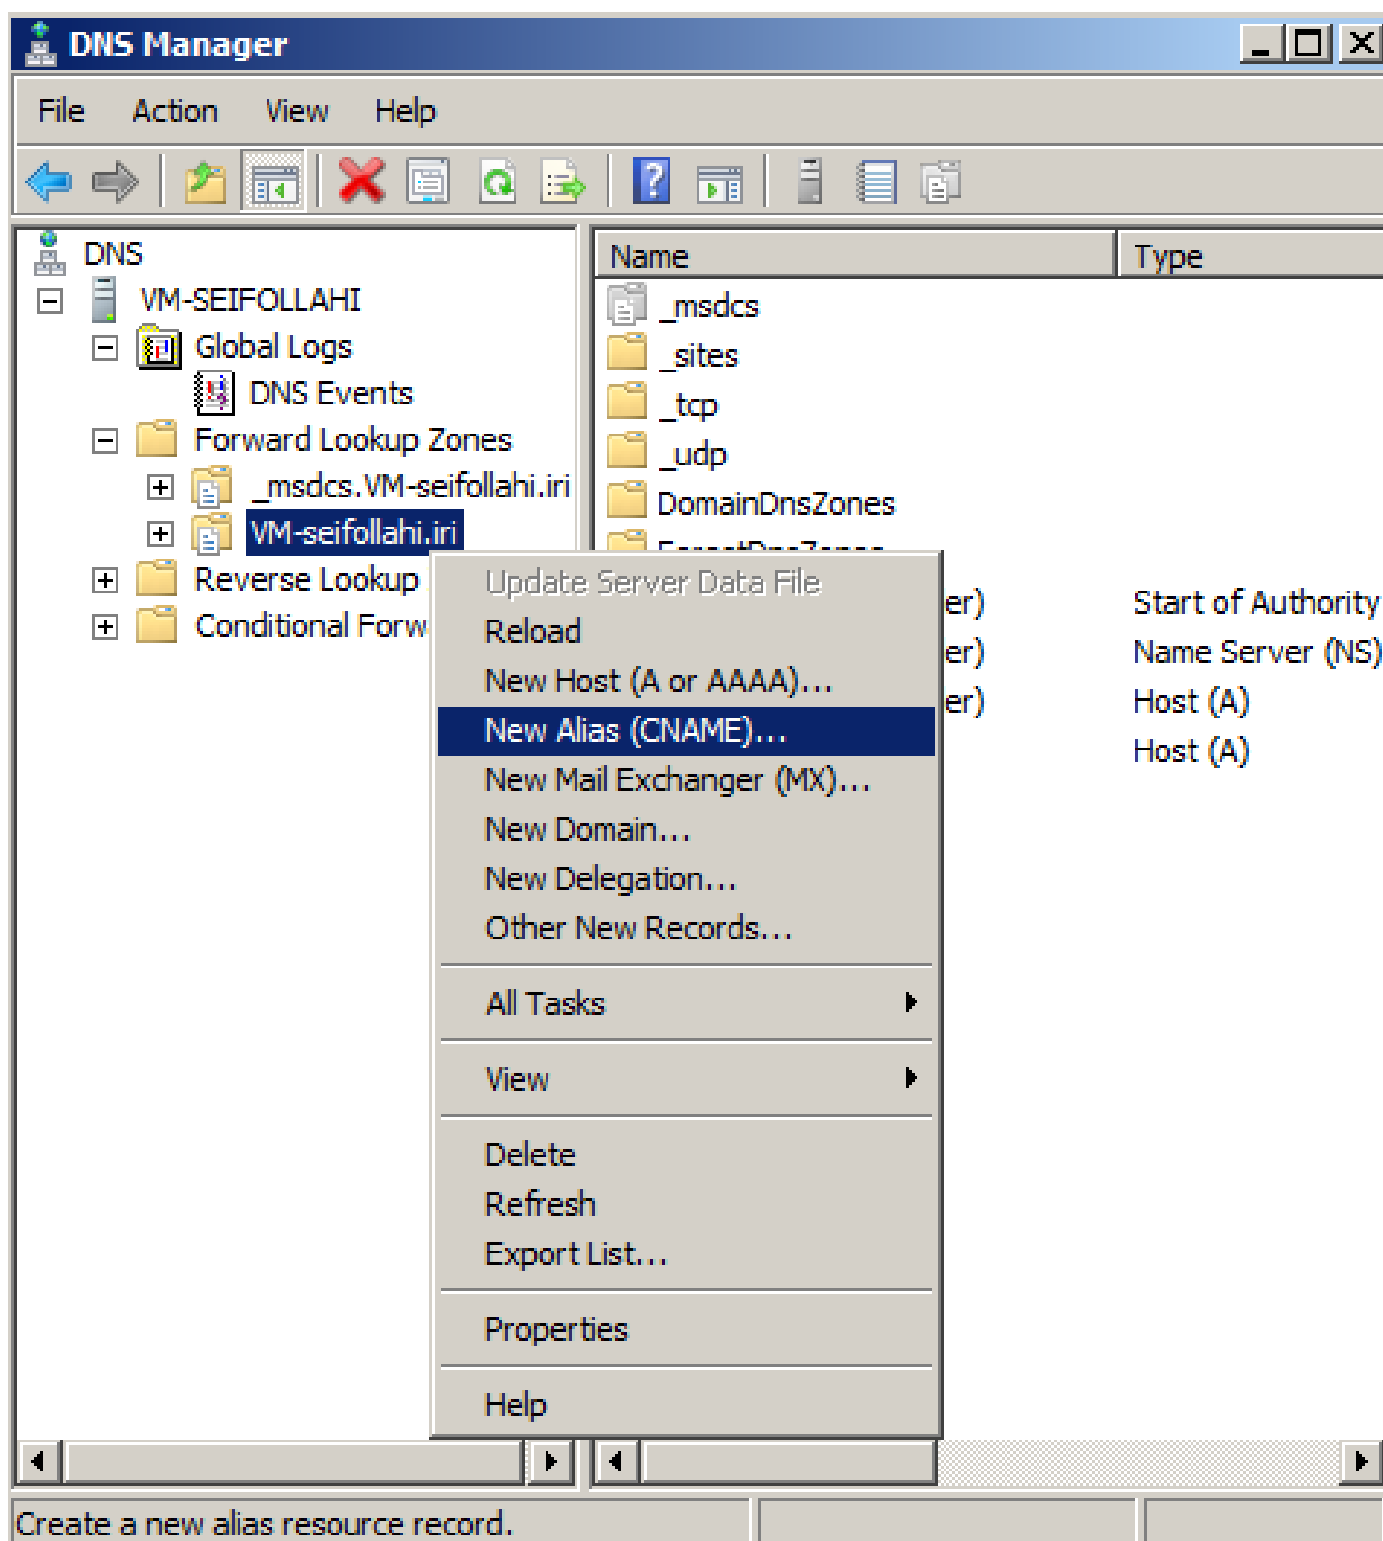 DNS Manager
File Action View Help
DNS
VM-SEIFOLLAHI
Global Logs
DNS Events
Forward Lookup Zones
_msdcs.VM-seifollahi.iri
VM-seifollahi.iri
Reverse Lookup
Conditional Forw
Name Type
_msdcs
_sites
_tcp
_udp
DomainDnsZones
ForestDnsZones
er) Start of Authority
er) Name Server (NS)
er) Host (A)
Host (A)
Update Server Data File
Reload
New Host (A or AAAA)...
New Alias (CNAME)...
New Mail Exchanger (MX)...
New Domain...
New Delegation...
Other New Records...
All Tasks
View
Delete
Refresh
Export List...
Properties
Help
Create a new alias resource record.